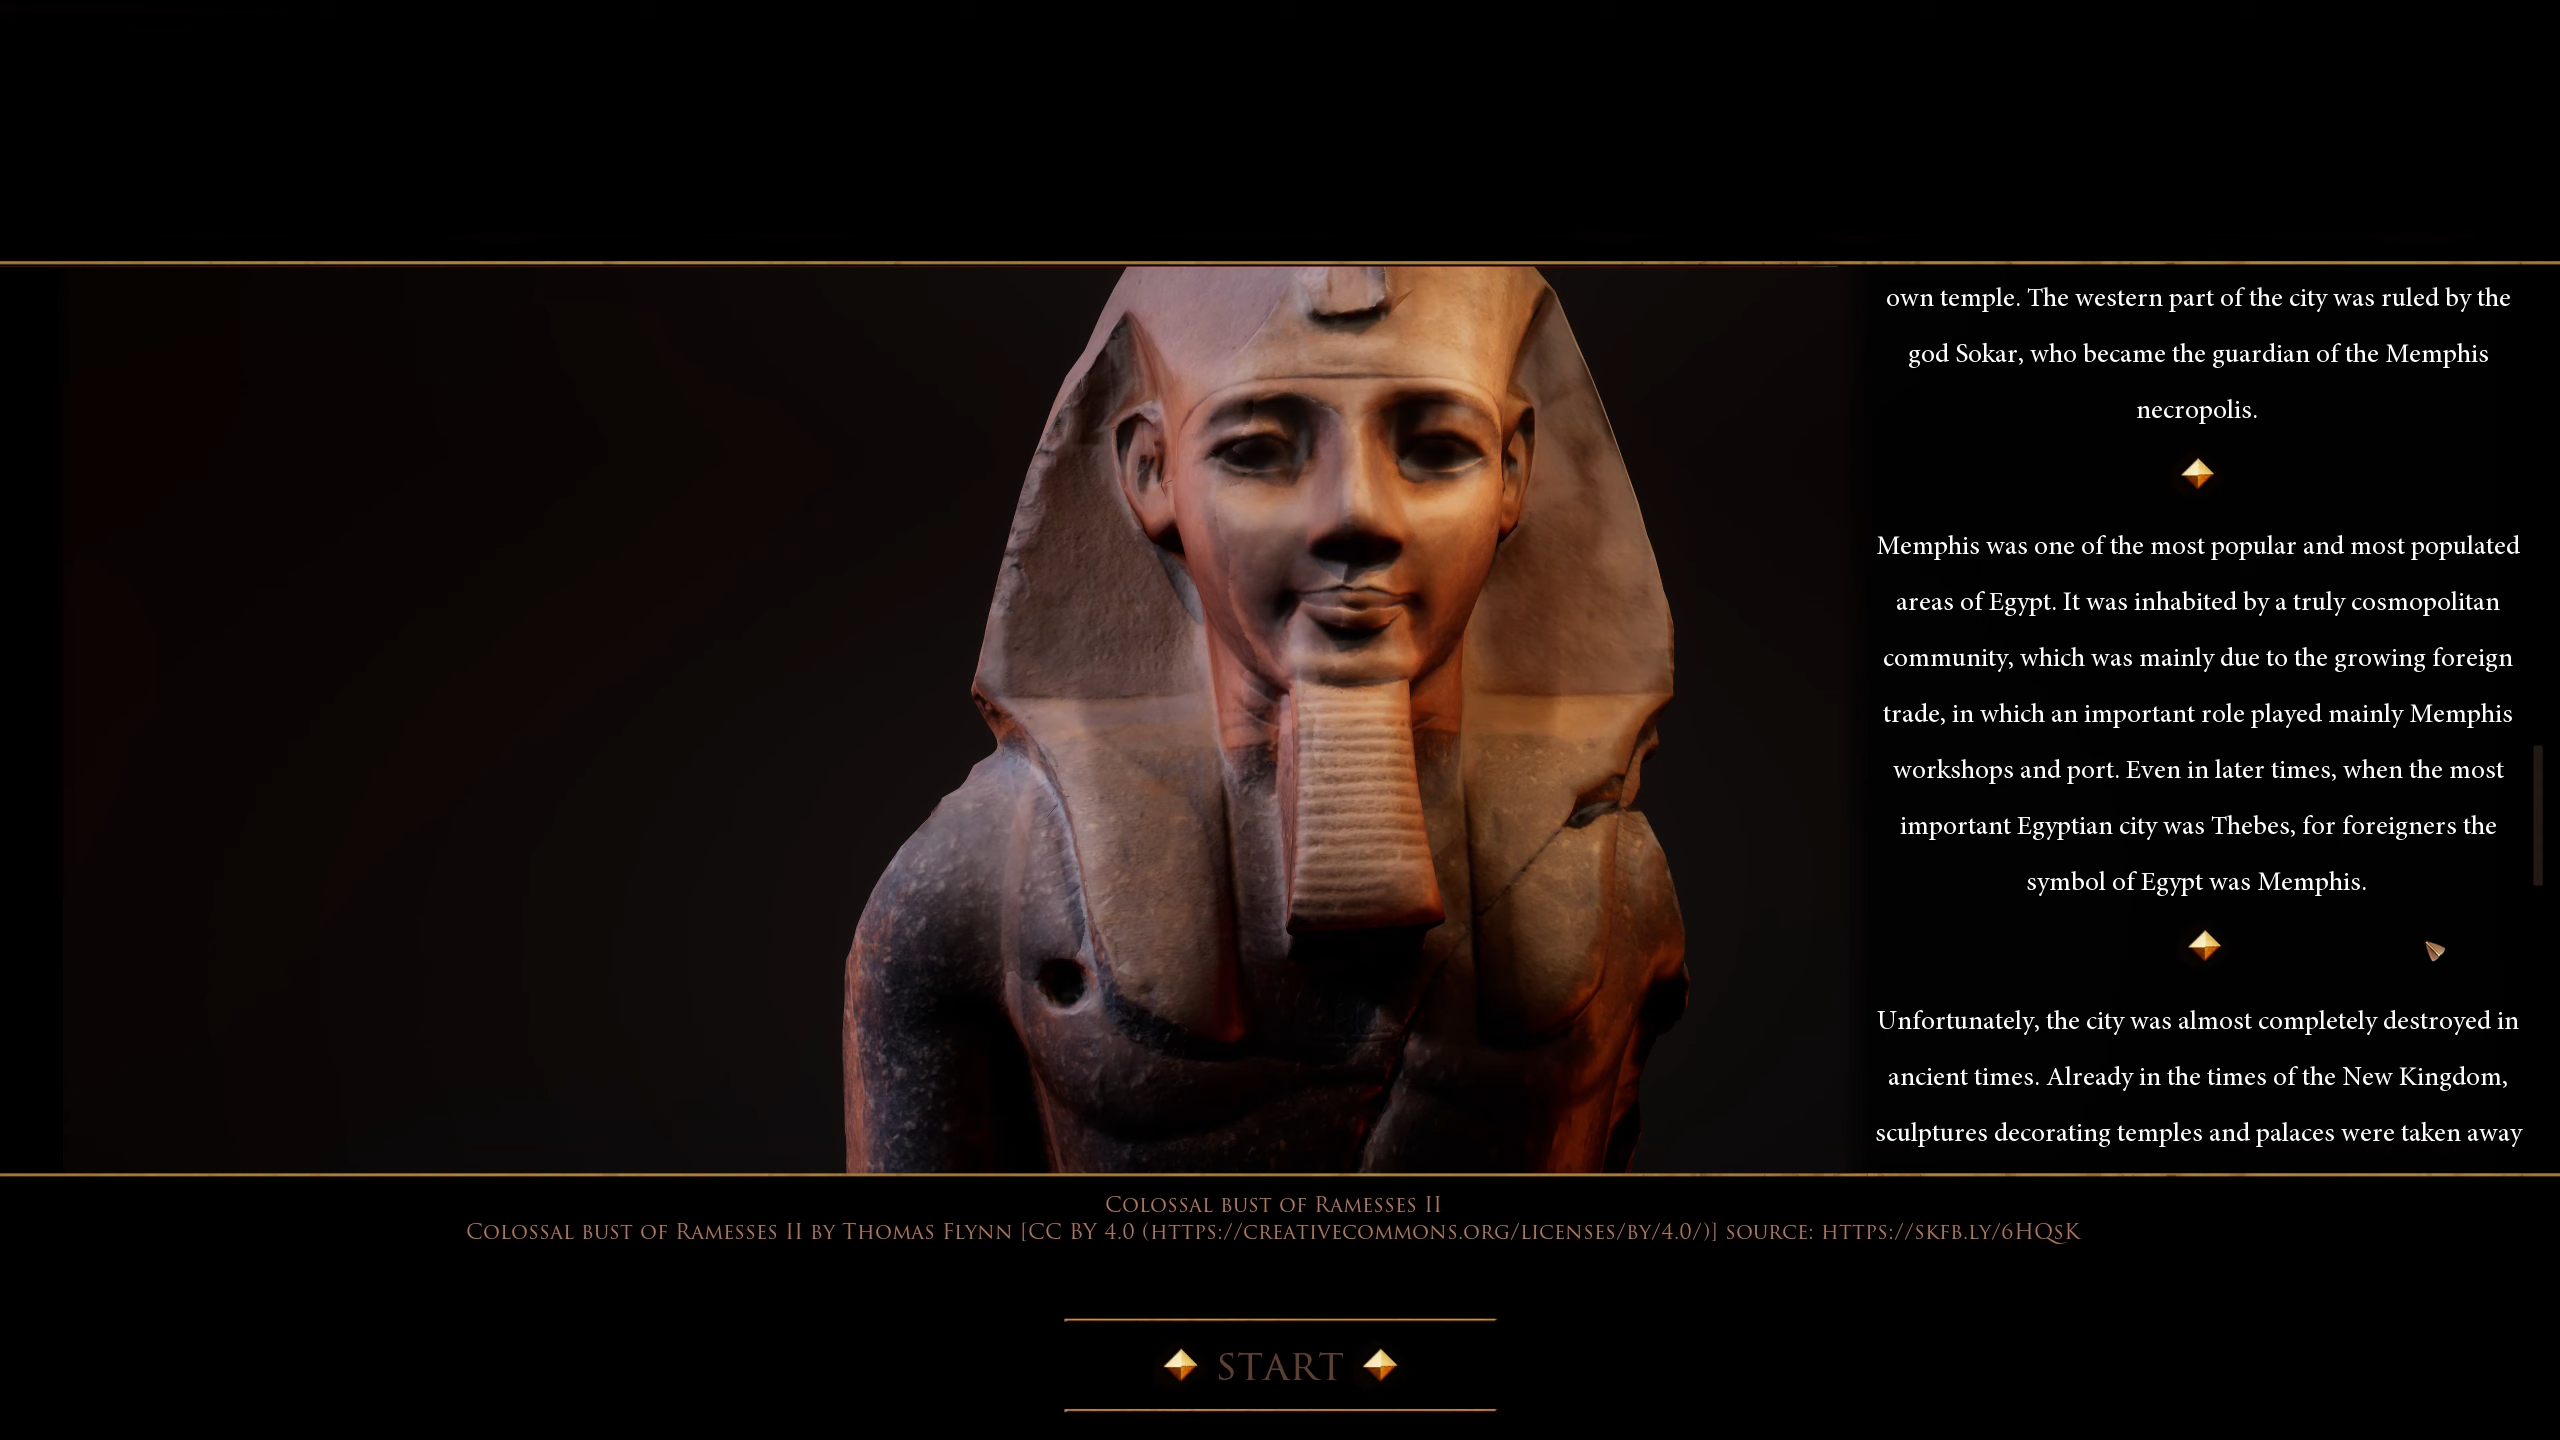 own temple. The western part of the city was ruled by the
god Sokar, who became the guardian of the Memphis
necropolis.
Memphis was one of the most popular and most populated
areas of Egypt. It was inhabited by a truly cosmopolitan
community, which was mainly due to the growing foreign
trade, in which an important role played mainly Memphis
workshops and port. Even in later times, when the most
important Egyptian city was Thebes, for foreigners the
symbol of Egypt was Memphis.
Unfortunately, the city was almost completely destroyed in
ancient times. Already in the times of the New Kingdom,
sculptures decorating temples and palaces were taken away
Colossal bust of Ramesses II
Colossal bust of Ramesses II by Thomas Flynn [CC BY 4.0 (https://creativecommons.org/licenses/by/4.0/)] source: https://skfb.ly/6HQsK
START